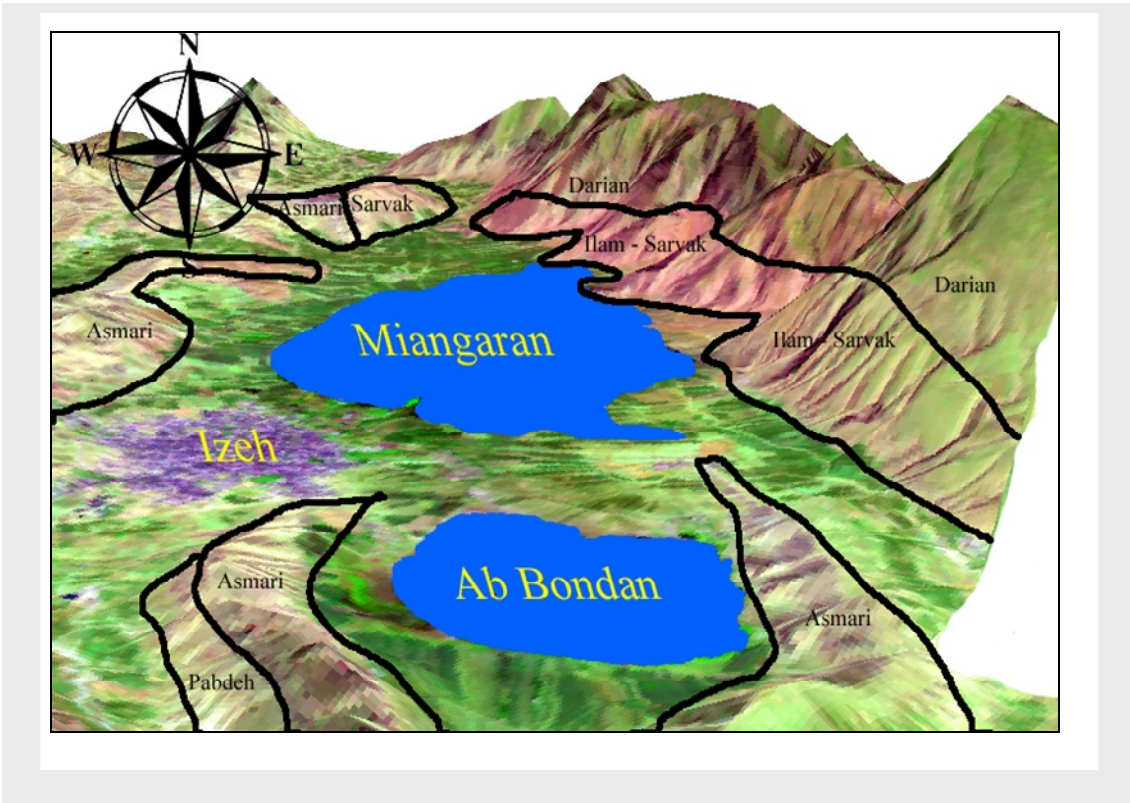 N
W
E
S
Asmari
Sarvak
Darian
Ilam - Sarvak
Darian
Asmari
Miangaran
Ilam - Sarvak
Izeh
Asmari
Ab Bondan
Asmari
Pabdeh